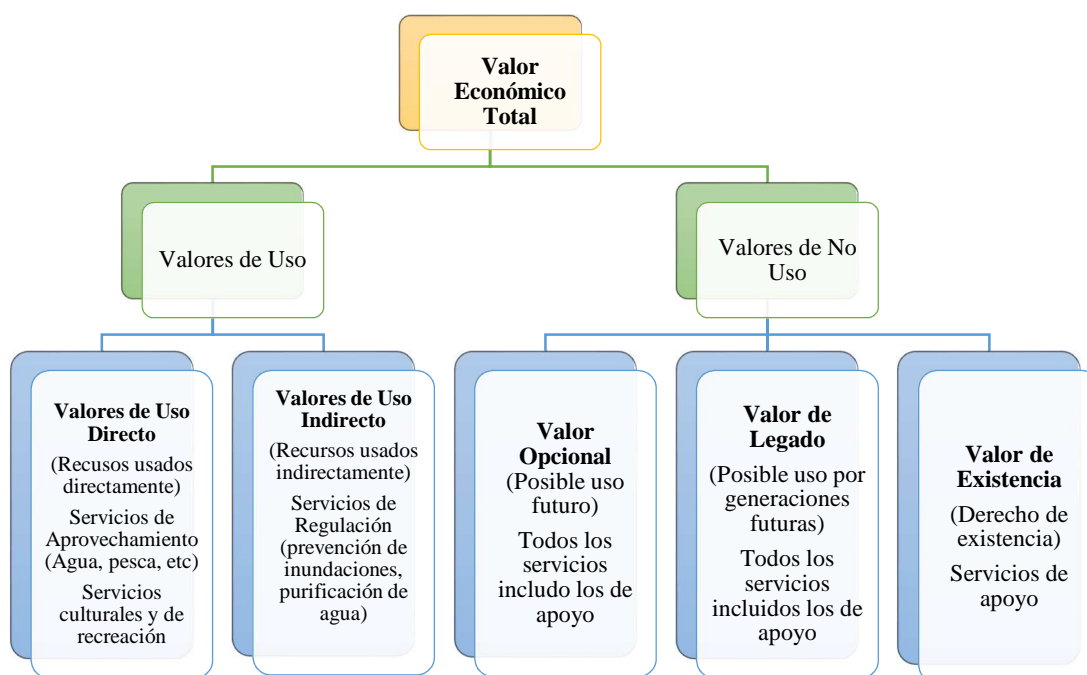 Valor
Económico
Total
Valores de Uso
Valores de No
Uso
Valores de Uso
Directo
(Recusos usados
directamente)
Servicios de
Aprovechamiento
(Agua, pesca, etc)
Servicios
culturales y de
recreación
Valores de Uso
Indirecto
(Recursos usados
indirectamente)
Servicios de
Regulación
(prevención de
inundaciones,
purificación de
agua)
Valor
Opcional
(Posible uso
futuro)
Todos los
servicios
includo los de
apoyo
Valor de
Legado
(Posible uso por
generaciones
futuras)
Todos los
servicios
incluidos los de
apoyo
Valor de
Existencia
(Derecho de
existencia)
Servicios de
apoyo